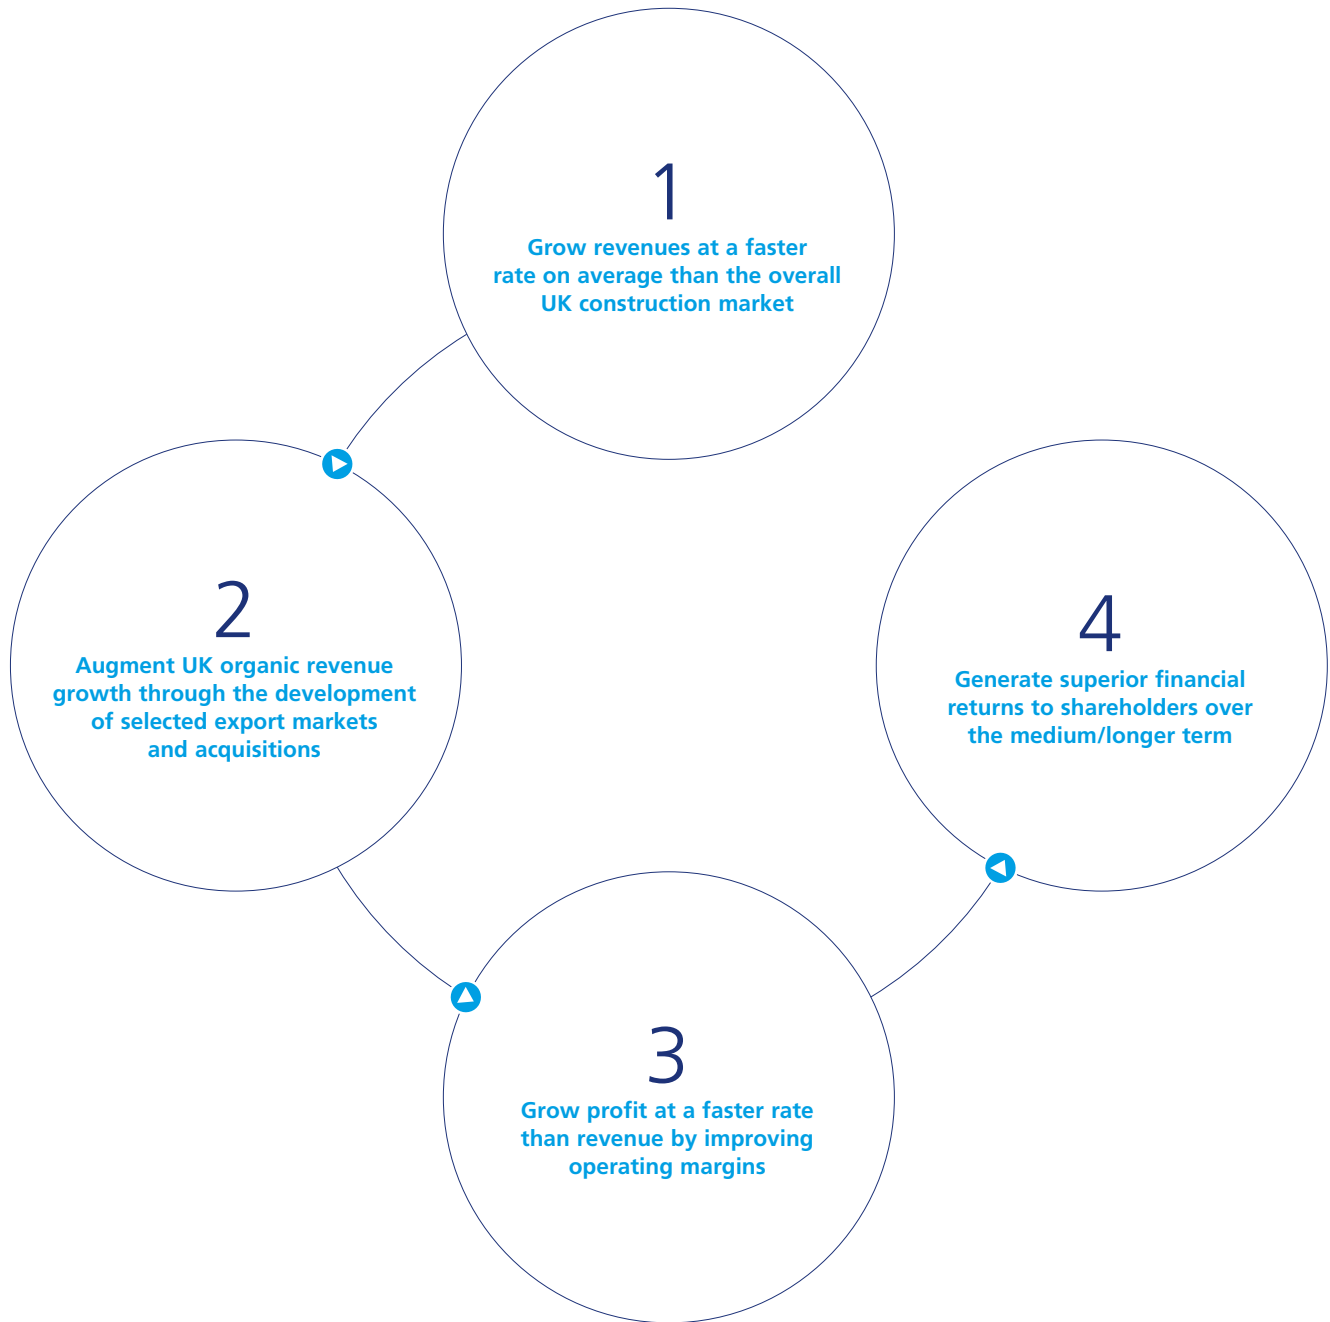 1
Grow revenues at a faster
rate on average than the overall
UK construction market
2
Augment UK organic revenue
growth through the development
of selected export markets
and acquisitions
3
Grow profit at a faster rate
than revenue by improving
operating margins
4
Generate superior financial
returns to shareholders over
the medium/longer term